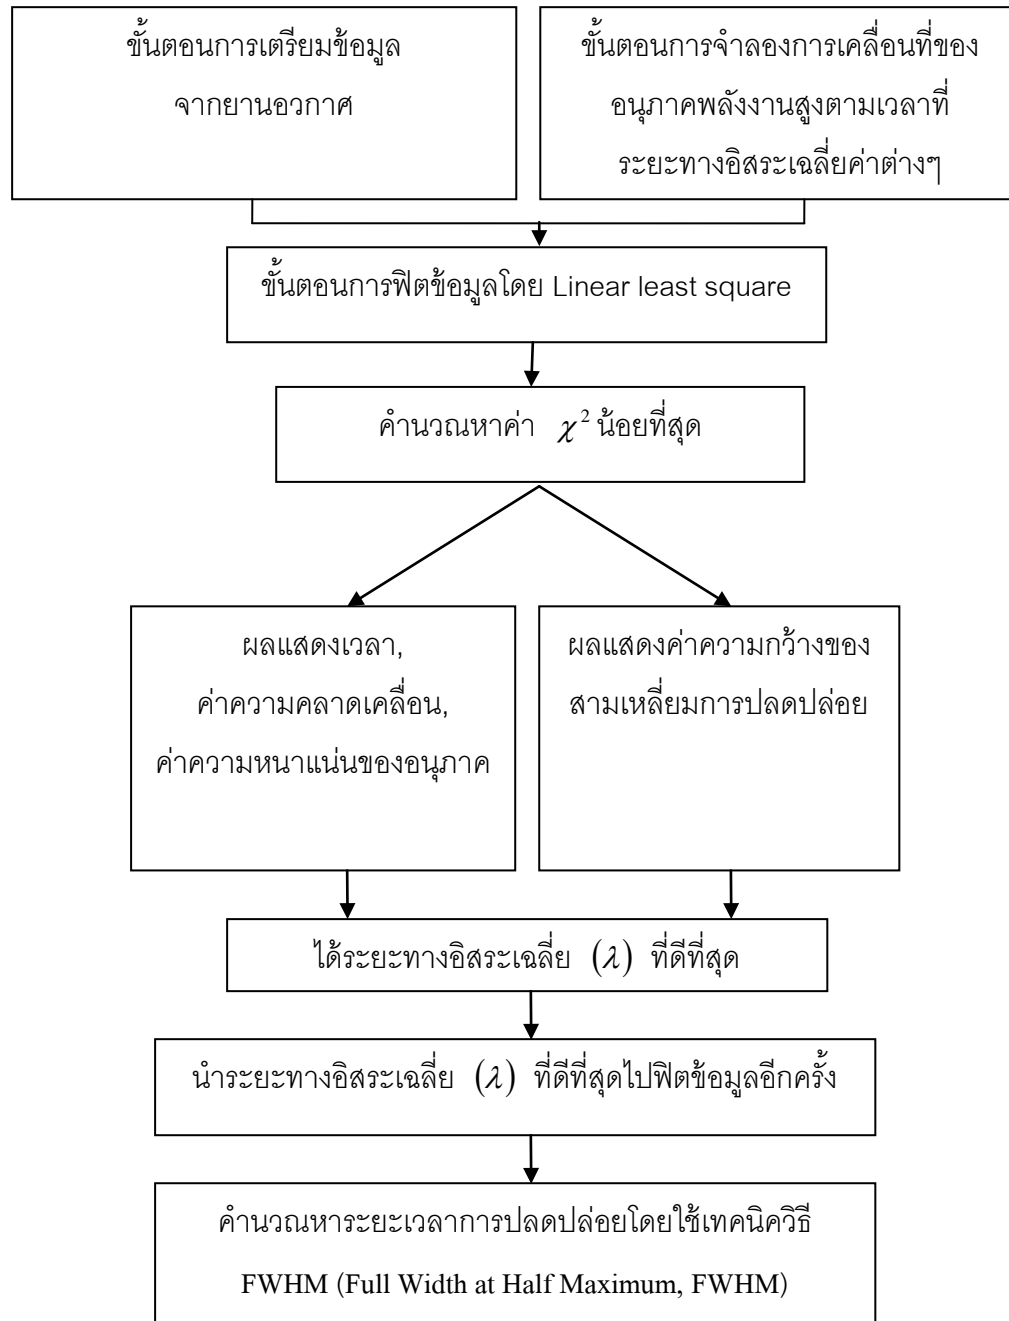 ขั้นตอนการเตรียมข้อมูล
จากยานอวกาศ
ขั้นตอนการจำลองการเคลื่อนที่ของ
อนุภาคพลังงานสูงตามเวลาที่
ระยะทางอิสระเฉลี่ยค่าต่างๆ
ขั้นตอนการฟิตข้อมูลโดย Linear least square
คำนวณหาค่า χ² น้อยที่สุด
ผลแสดงเวลา,
ค่าความคลาดเคลื่อน,
ค่าความหนาแน่นของอนุภาค
ผลแสดงค่าความกว้างของ
สามเหลี่ยมการปลดปล่อย
ได้ระยะทางอิสระเฉลี่ย (λ) ที่ดีที่สุด
นำระยะทางอิสระเฉลี่ย (λ) ที่ดีที่สุดไปฟิตข้อมูลอีกครั้ง
คำนวณหาระยะเวลาการปลดปล่อยโดยใช้เทคนิควิธี
FWHM (Full Width at Half Maximum, FWHM)